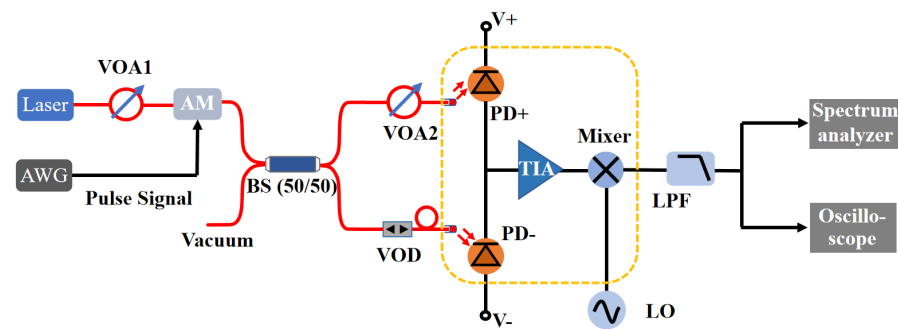 V+
VOA1
Laser
AM
VOA2
PD+
Mixer
Spectrum
analyzer
AWG
Pulse Signal
BS (50/50)
TIA
LPF
Vacuum
VOD
PD-
Oscillo-
scope
V-
LO